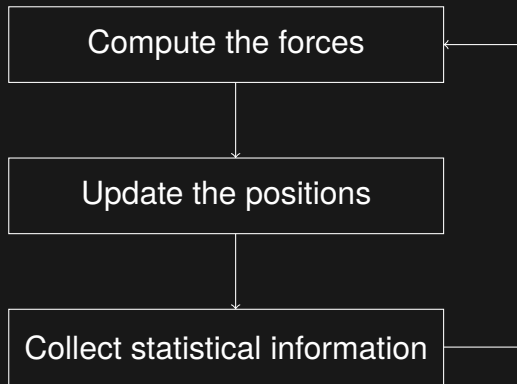 Compute the forces
Update the positions
Collect statistical information